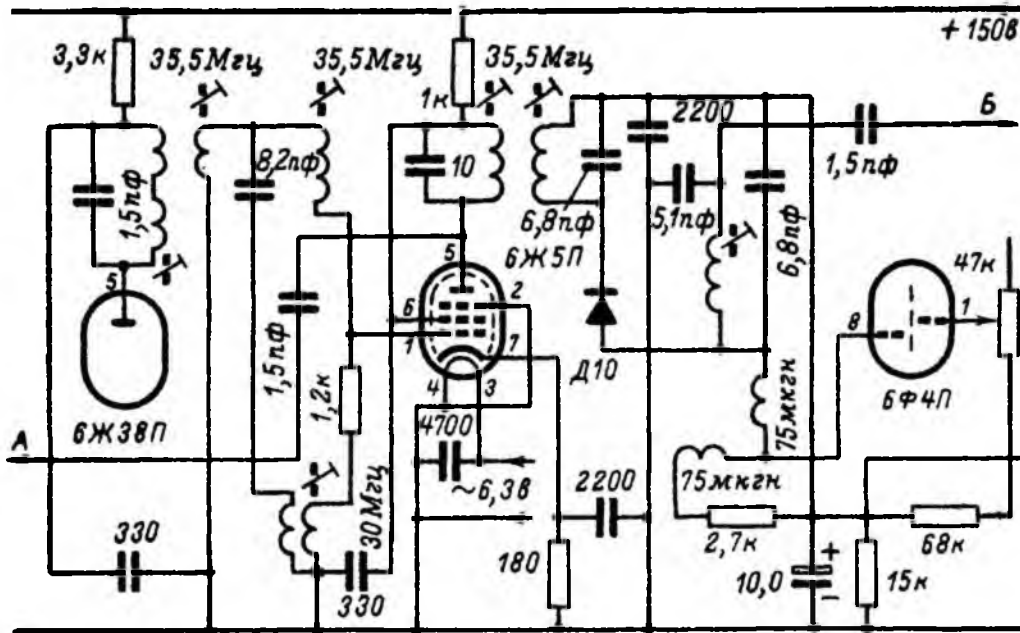 + 150в
3,3к
35,5Мгц
35,5Мгц
1к
35,5Мгц
2200
Б
1,5пф
1,5пф
8,2пф
10
6,8пф
5,1пф
6,8пф
5
5
6Ж5П
2
47к
6
1
7
8
1
1,5пф
1,2к
4
3
Д10
75мкгн
6Ф4П
6Ж38П
А
4700
~6,3в
30Мгц
2200
75мкгн
330
330
180
2,7к
68к
10,0
+
–
15к